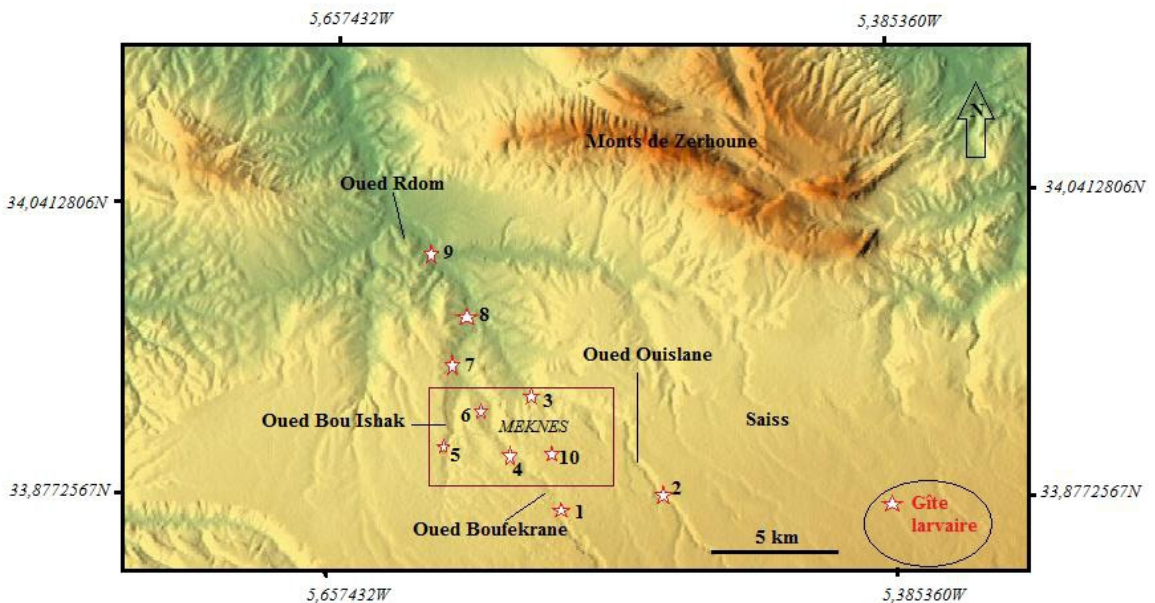 5,657432W
5,385360W
N
Monts de Zerhoune
Oued Rdom
34,0412806N
34,0412806N
9
8
Oued Ouislane
7
3
6
Oued Bou Ishak
MEKNES
Saiss
5
4
10
33,8772567N
2
33,8772567N
Gîte
larvaire
1
Oued Boufekrane
5 km
5,657432W
5,385360W